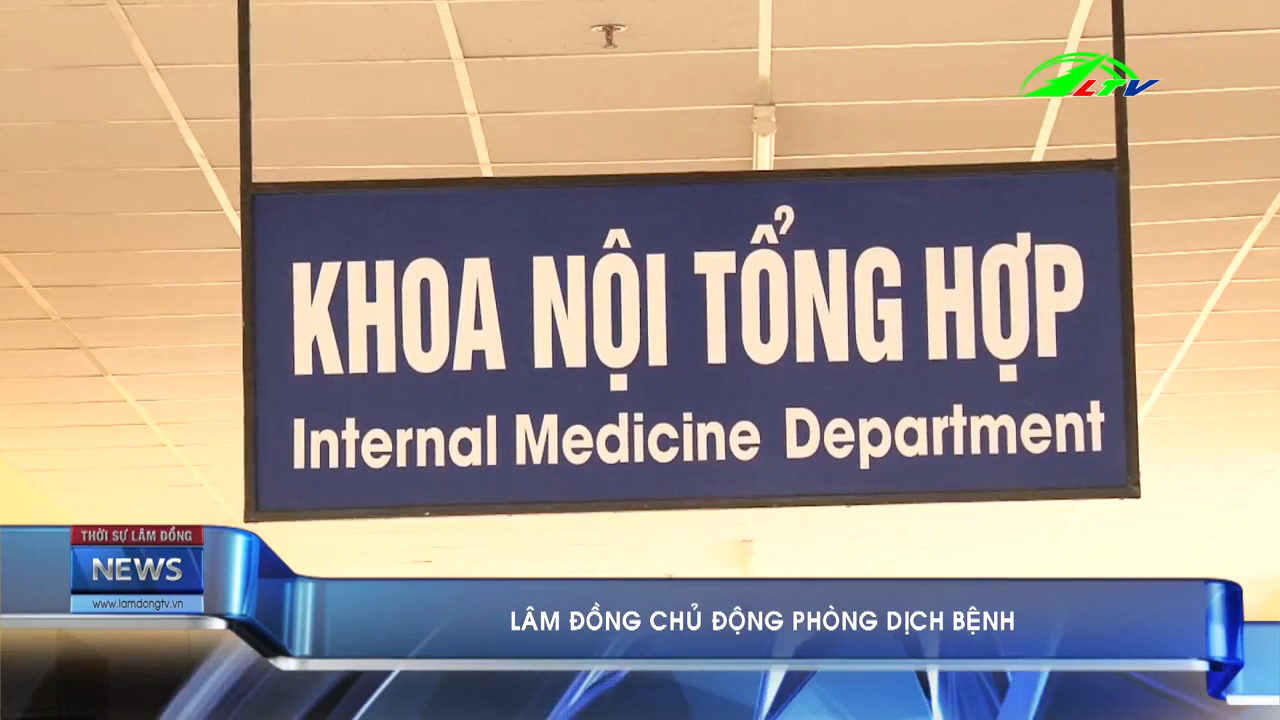 LTV
KHOA NỘI TỔNG HỢP
Internal Medicine Department
THỜI SỰ LÂM ĐỒNG
NEWS
www.lamdongtv.vn
LÂM ĐỒNG CHỦ ĐỘNG PHÒNG DỊCH BỆNH